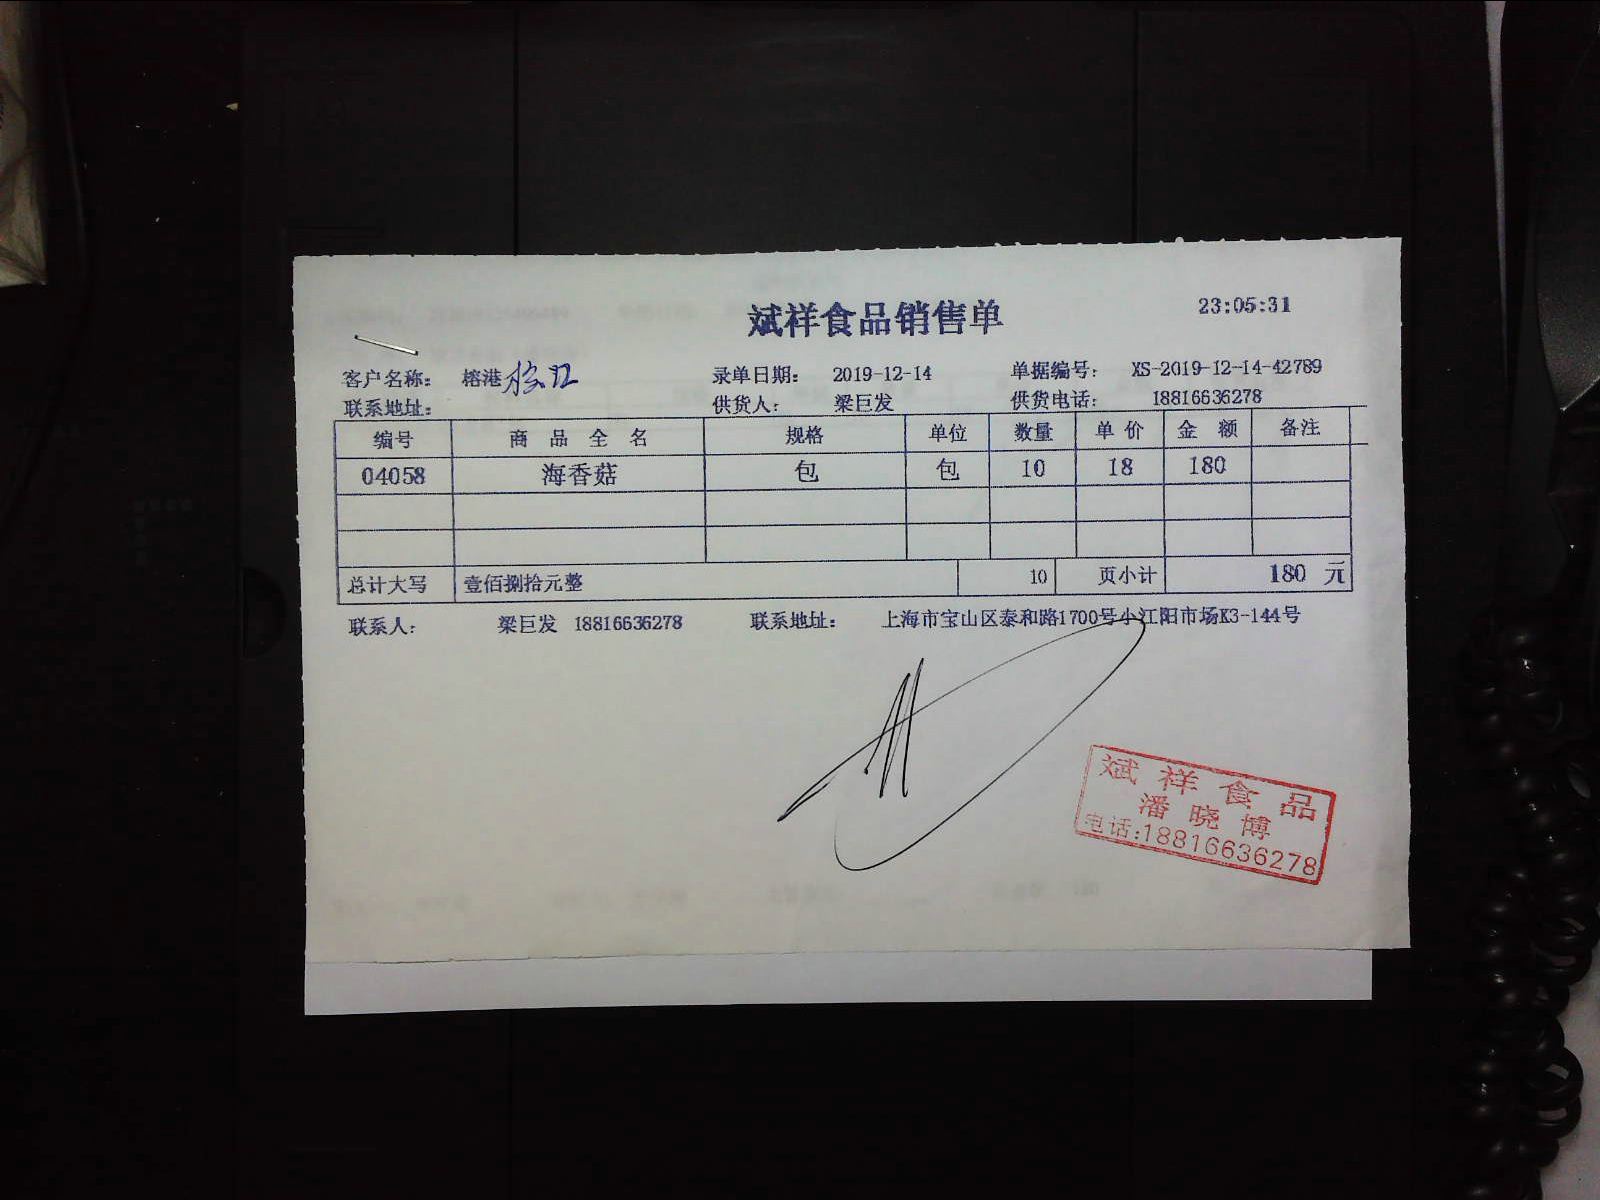 斌祥食品销售单 23:05:31
客户名称: 榕港 松江 录单日期: 2019-12-14 单据编号: XS-2019-12-14-42789
联系地址: 供货人: 梁巨发 供货电话: 18816636278
编号 商品全名 规格 单位 数量 单价 金额 备注
04058 海香菇 包 包 10 18 180
总计大写 壹佰捌拾元整 10 页小计 180 元
联系人: 梁巨发 18816636278 联系地址: 上海市宝山区泰和路1700号小江阳市场K3-144号
斌祥食品
潘晓博
电话:18816636278